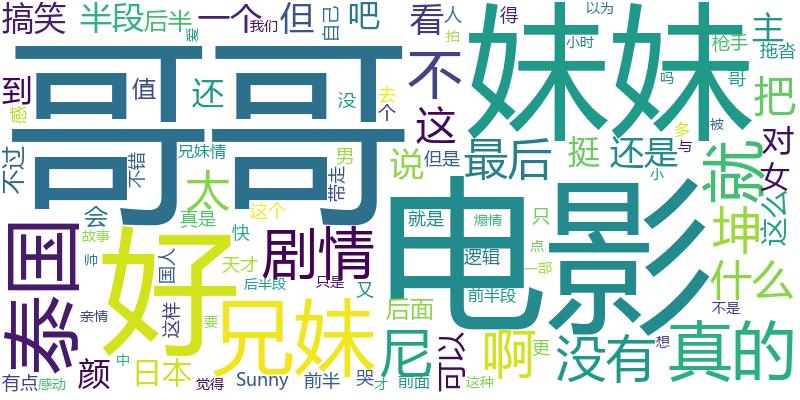 搞笑
半段
后半
一个
我们
但
自己
吧
看
人
拍
得
以为
小时
主
枪手
拖沓
爱
哥哥
妹妹
到
感
值
还
没
去
个
不
这
吗
哥
把
多
与
被
小
对
女
不过
不错
兄妹情
男
带走
说
但是
最后
挺
还是
就
这么
太
会
真是
这个
快
就是
煽情
只
点
一部
坤
什么
泰国
好
故事
帅
国人
剧情
天才
逻辑
电影
前半段
后半段
只是
不是
想
亲情
这样
兄妹
又
后面
尼
可以
啊
更
没有
真的
有点
感动
颜
中
日本
要
觉得
Sunny
前半
哭
才
前面
这种